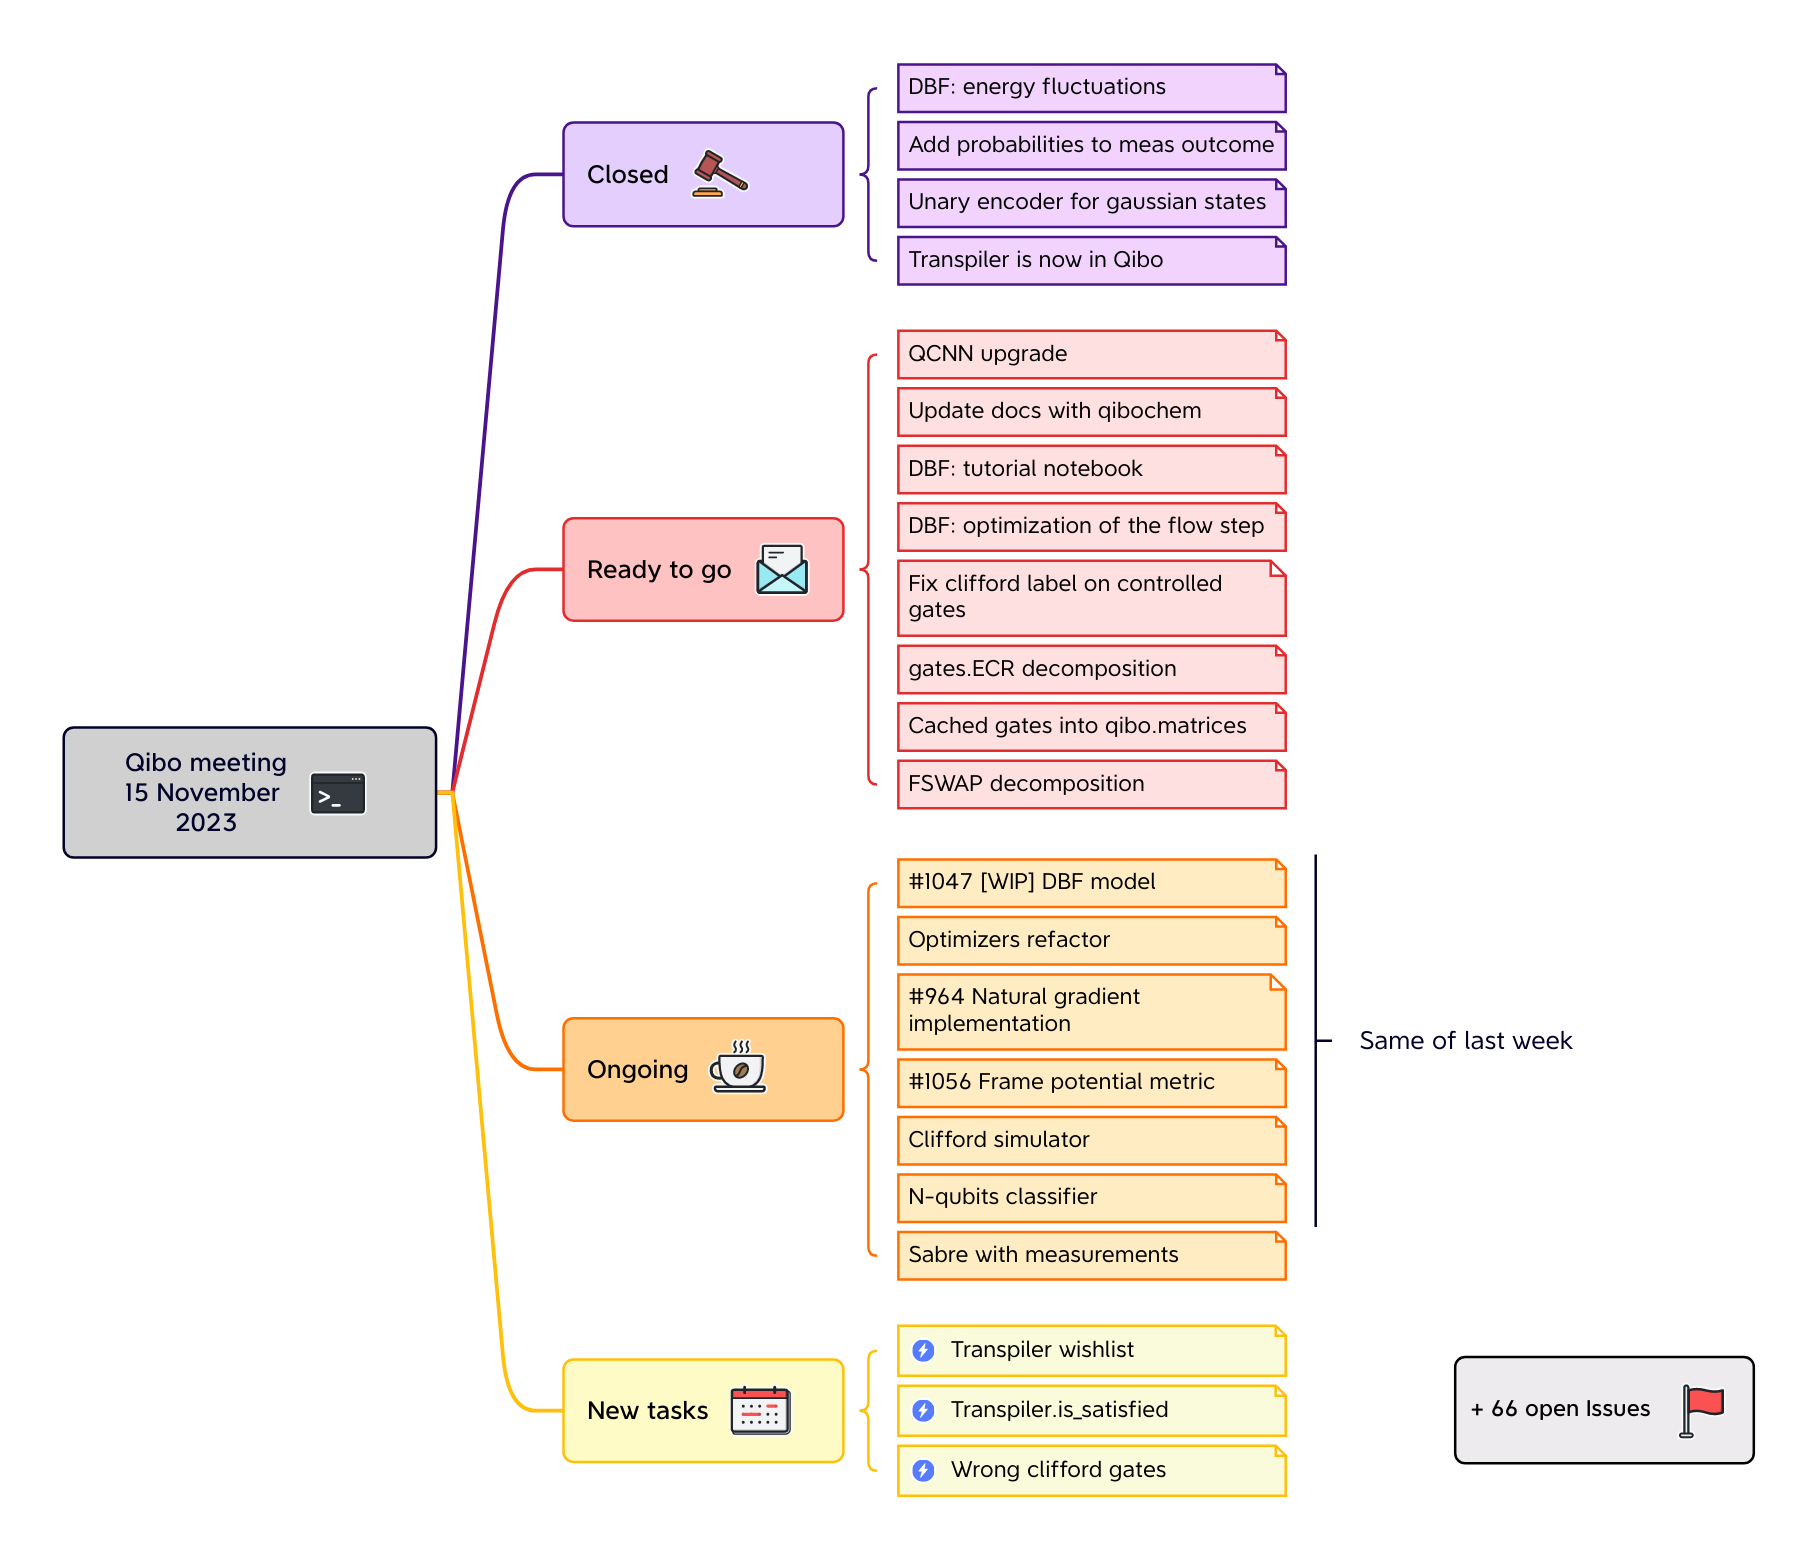 Qibo meeting
15 November
2023
>_
Closed
DBF: energy fluctuations
Add probabilities to meas outcome
Unary encoder for gaussian states
Transpiler is now in Qibo
Ready to go
QCNN upgrade
Update docs with qibochem
DBF: tutorial notebook
DBF: optimization of the flow step
Fix clifford label on controlled
gates
gates.ECR decomposition
Cached gates into qibo.matrices
FSWAP decomposition
Ongoing
#1047 [WIP] DBF model
Optimizers refactor
#964 Natural gradient
implementation
#1056 Frame potential metric
Clifford simulator
N-qubits classifier
Sabre with measurements
Same of last week
New tasks
Transpiler wishlist
Transpiler.is_satisfied
Wrong clifford gates
+ 66 open Issues